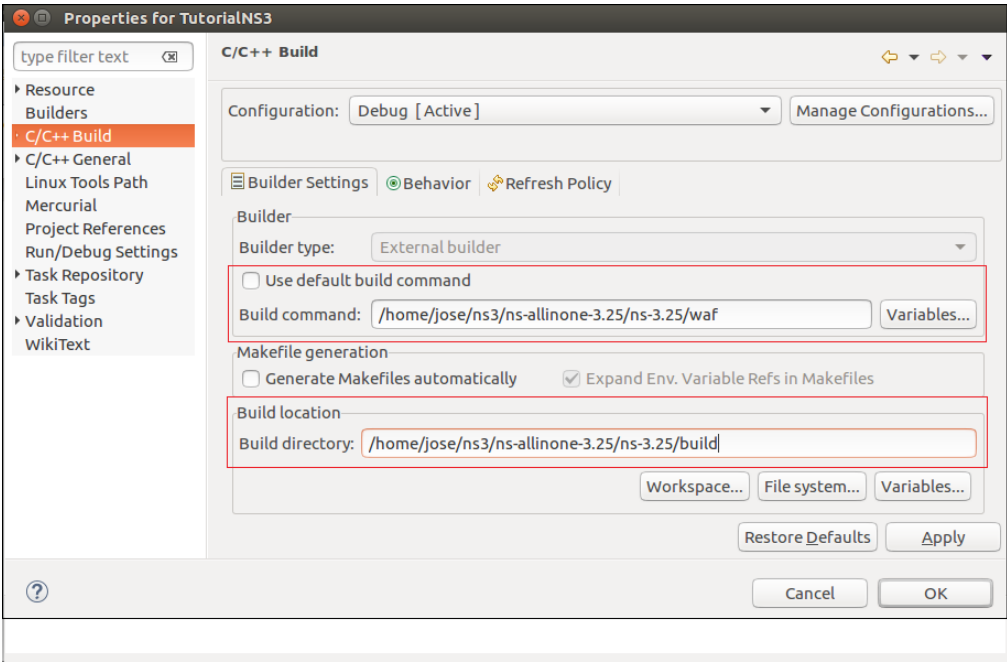 Properties for TutorialNS3
type filter text
Resource
Builders
C/C++ Build
C/C++ General
Linux Tools Path
Mercurial
Project References
Run/Debug Settings
Task Repository
Task Tags
Validation
WikiText
C/C++ Build
Configuration: Debug [ Active ] Manage Configurations...
Builder Settings Behavior Refresh Policy
Builder
Builder type: External builder
Use default build command
Build command: /home/jose/ns3/ns-allinone-3.25/ns-3.25/waf Variables...
Makefile generation
Generate Makefiles automatically Expand Env. Variable Refs in Makefiles
Build location
Build directory: /home/jose/ns3/ns-allinone-3.25/ns-3.25/build
Workspace... File system... Variables...
Restore Defaults Apply
? Cancel OK